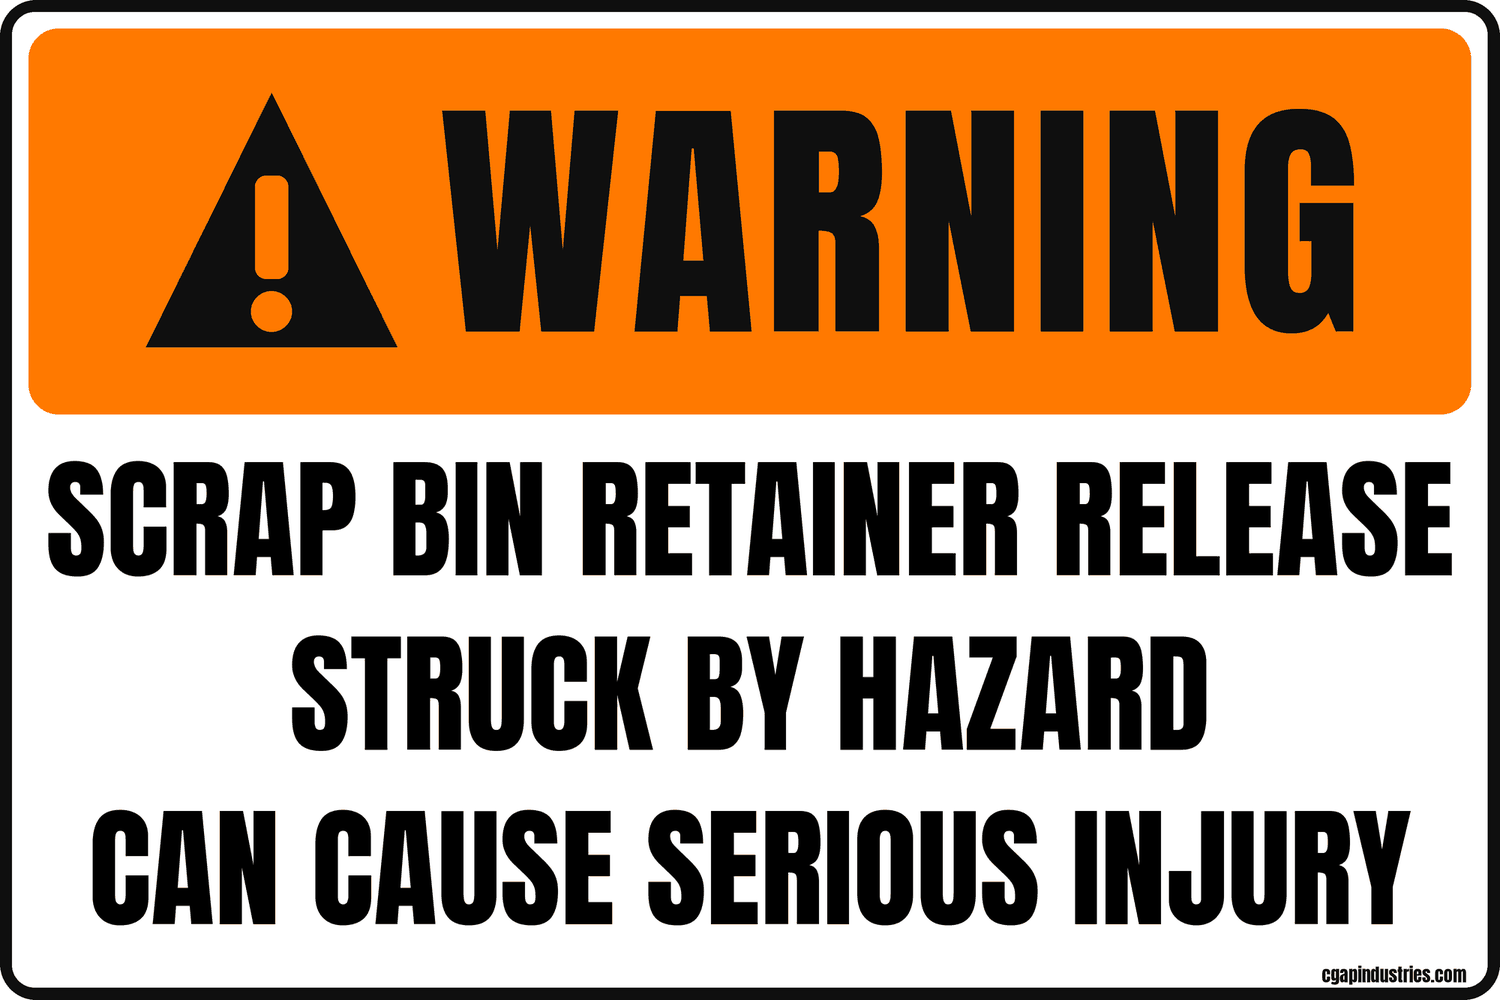 WARNING
SCRAP BIN RETAINER RELEASE
STRUCK BY HAZARD
CAN CAUSE SERIOUS INJURY
cgapindustries.com